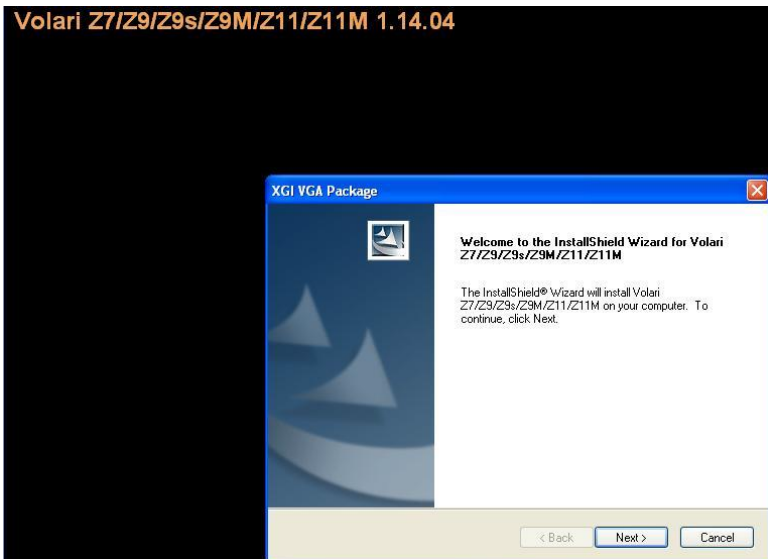 Volari Z7/Z9/Z9s/Z9M/Z11/Z11M 1.14.04
XGI VGA Package
Welcome to the InstallShield Wizard for Volari
Z7/Z9/Z9s/Z9M/Z11/Z11M
The InstallShield® Wizard will install Volari
Z7/Z9/Z9s/Z9M/Z11/Z11M on your computer. To
continue, click Next.
< Back
Next >
Cancel